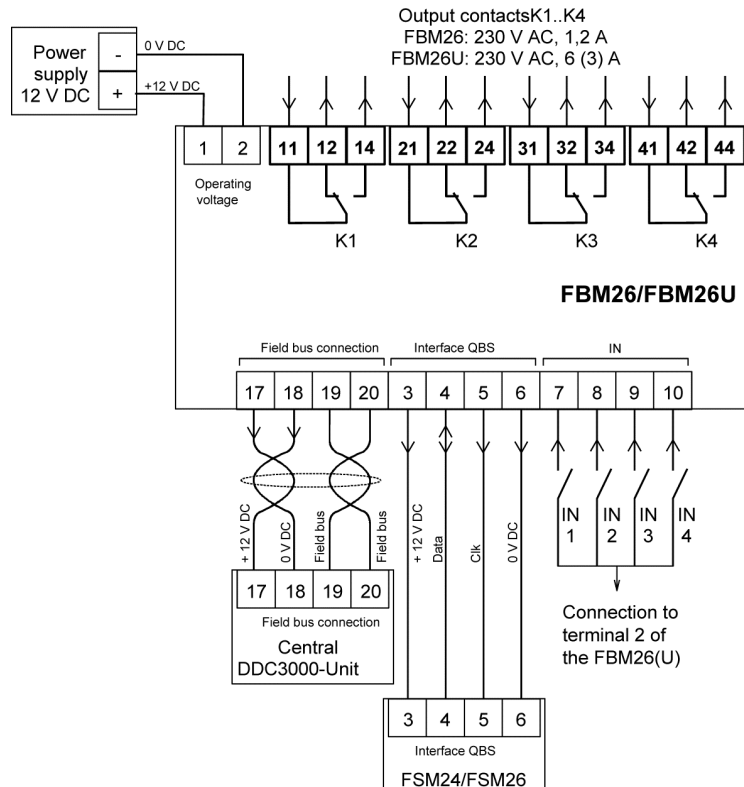 Output contactsK1..K4
FBM26: 230 V AC, 1,2 A
FBM26U: 230 V AC, 6 (3) A
Power
supply
12 V DC
-
+
0 V DC
+12 V DC
1 2
Operating
voltage
11 12 14 21 22 24 31 32 34 41 42 44
K1 K2 K3 K4
FBM26/FBM26U
Field bus connection Interface QBS IN
17 18 19 20 3 4 5 6 7 8 9 10
+ 12 V DC
0 V DC
Field bus
Field bus
+ 12 V DC
Data
Clk
0 V DC
IN
1
IN
2
IN
3
IN
4
17 18 19 20
Field bus connection
Central
DDC3000-Unit
Connection to
terminal 2 of
the FBM26(U)
3 4 5 6
Interface QBS
FSM24/FSM26